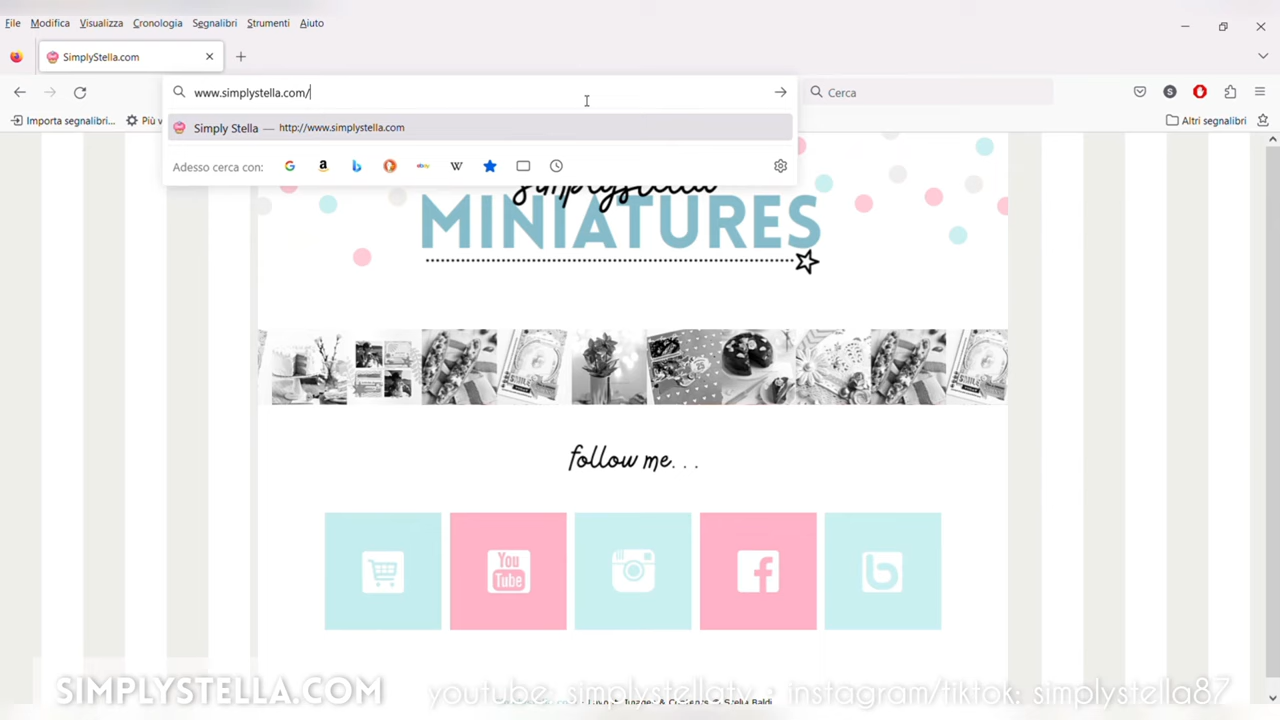 File Modifica Visualizza Cronologia Segnalibri Strumenti Aiuto
SimplyStella.com
www.simplystella.com/
Cerca
Importa segnalibri...
Più v
Altri segnalibri
Simply Stella — http://www.simplystella.com
Adesso cerca con:
simplystella
MINIATURES
follow me...
You
Tube
SIMPLYSTELLA.COM
youtube: simplystellatv • instagram/tiktok: simplystella87